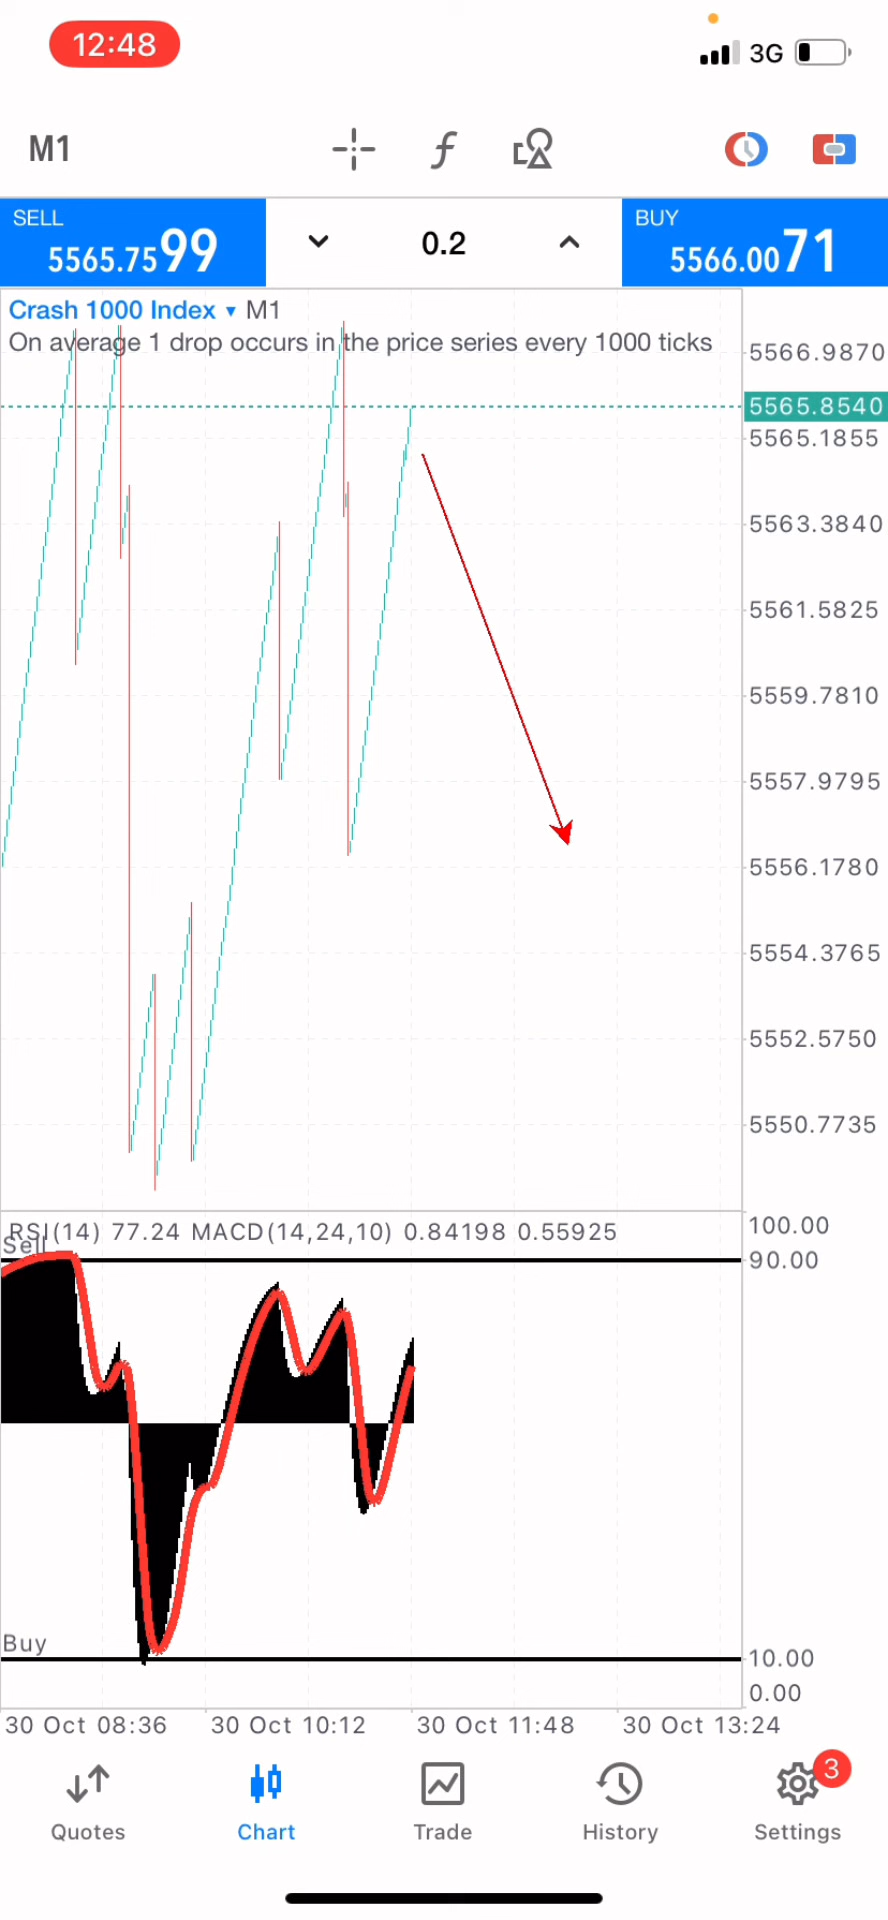 12:48
3G
M1
SELL
5565.7599
0.2
BUY
5566.0071
Crash 1000 Index ▾ M1
On average 1 drop occurs in the price series every 1000 ticks
5566.9870
5565.8540
5565.1855
5563.3840
5561.5825
5559.7810
5557.9795
5556.1780
5554.3765
5552.5750
5550.7735
RSI(14) 77.24 MACD(14,24,10) 0.84198 0.55925
100.00
Sell
90.00
Buy
10.00
0.00
30 Oct 08:36 30 Oct 10:12 30 Oct 11:48 30 Oct 13:24
3
Quotes Chart Trade History Settings